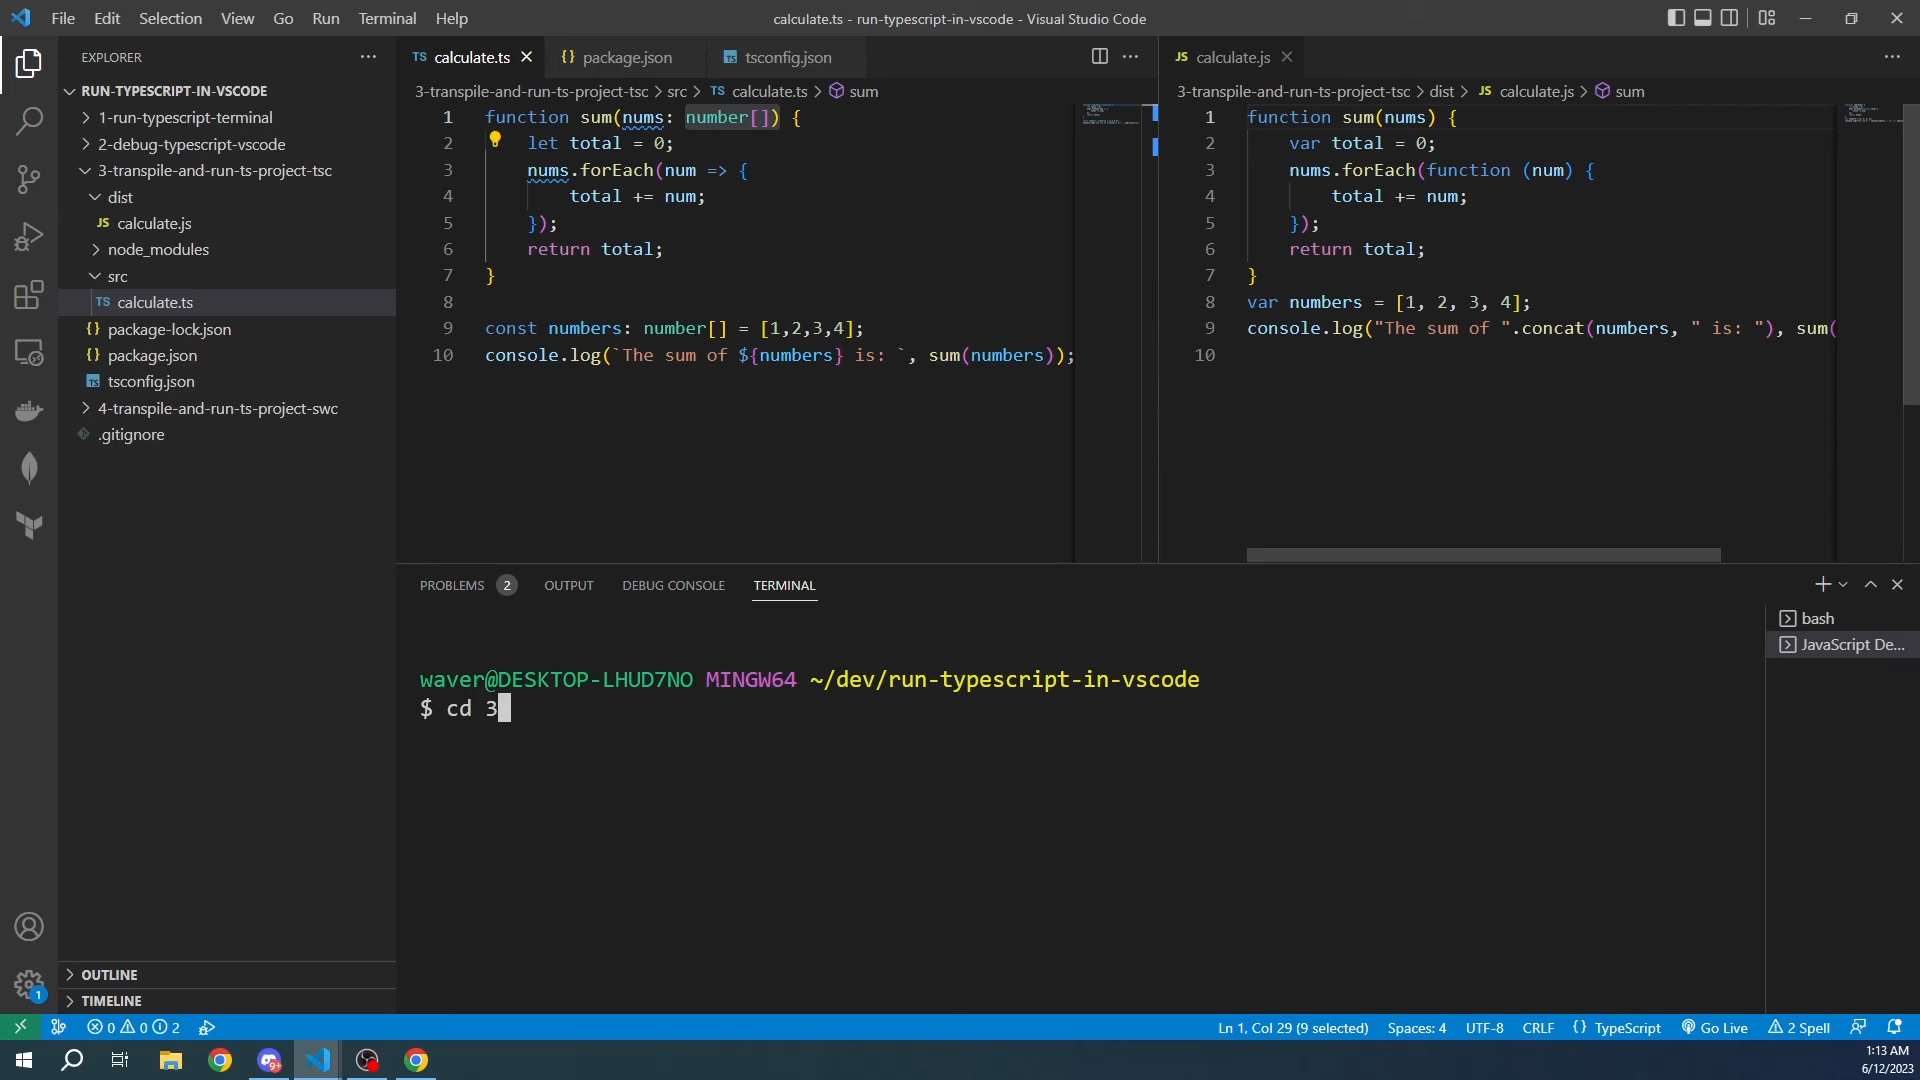 File Edit Selection View Go Run Terminal Help
calculate.ts - run-typescript-in-vscode - Visual Studio Code
EXPLORER
RUN-TYPESCRIPT-IN-VSCODE
1-run-typescript-terminal
2-debug-typescript-vscode
3-transpile-and-run-ts-project-tsc
dist
JS calculate.js
node_modules
src
TS calculate.ts
{} package-lock.json
{} package.json
TS tsconfig.json
4-transpile-and-run-ts-project-swc
.gitignore
OUTLINE
TIMELINE
TS calculate.ts {} package.json TS tsconfig.json
3-transpile-and-run-ts-project-tsc > src > TS calculate.ts > sum
1 function sum(nums: number[]) {
2 let total = 0;
3 nums.forEach(num => {
4 total += num;
5 });
6 return total;
7 }
8
9 const numbers: number[] = [1,2,3,4];
10 console.log(`The sum of ${numbers} is: `, sum(numbers));
JS calculate.js
3-transpile-and-run-ts-project-tsc > dist > JS calculate.js > sum
1 function sum(nums) {
2 var total = 0;
3 nums.forEach(function (num) {
4 total += num;
5 });
6 return total;
7 }
8 var numbers = [1, 2, 3, 4];
9 console.log("The sum of ".concat(numbers, " is: "), sum(
10
PROBLEMS 2 OUTPUT DEBUG CONSOLE TERMINAL
waver@DESKTOP-LHUD7NO MINGW64 ~/dev/run-typescript-in-vscode
$ cd 3
bash
JavaScript De...
1
0 0 2
Ln 1, Col 29 (9 selected) Spaces: 4 UTF-8 CRLF {} TypeScript Go Live 2 Spell
9+
1:13 AM
6/12/2023